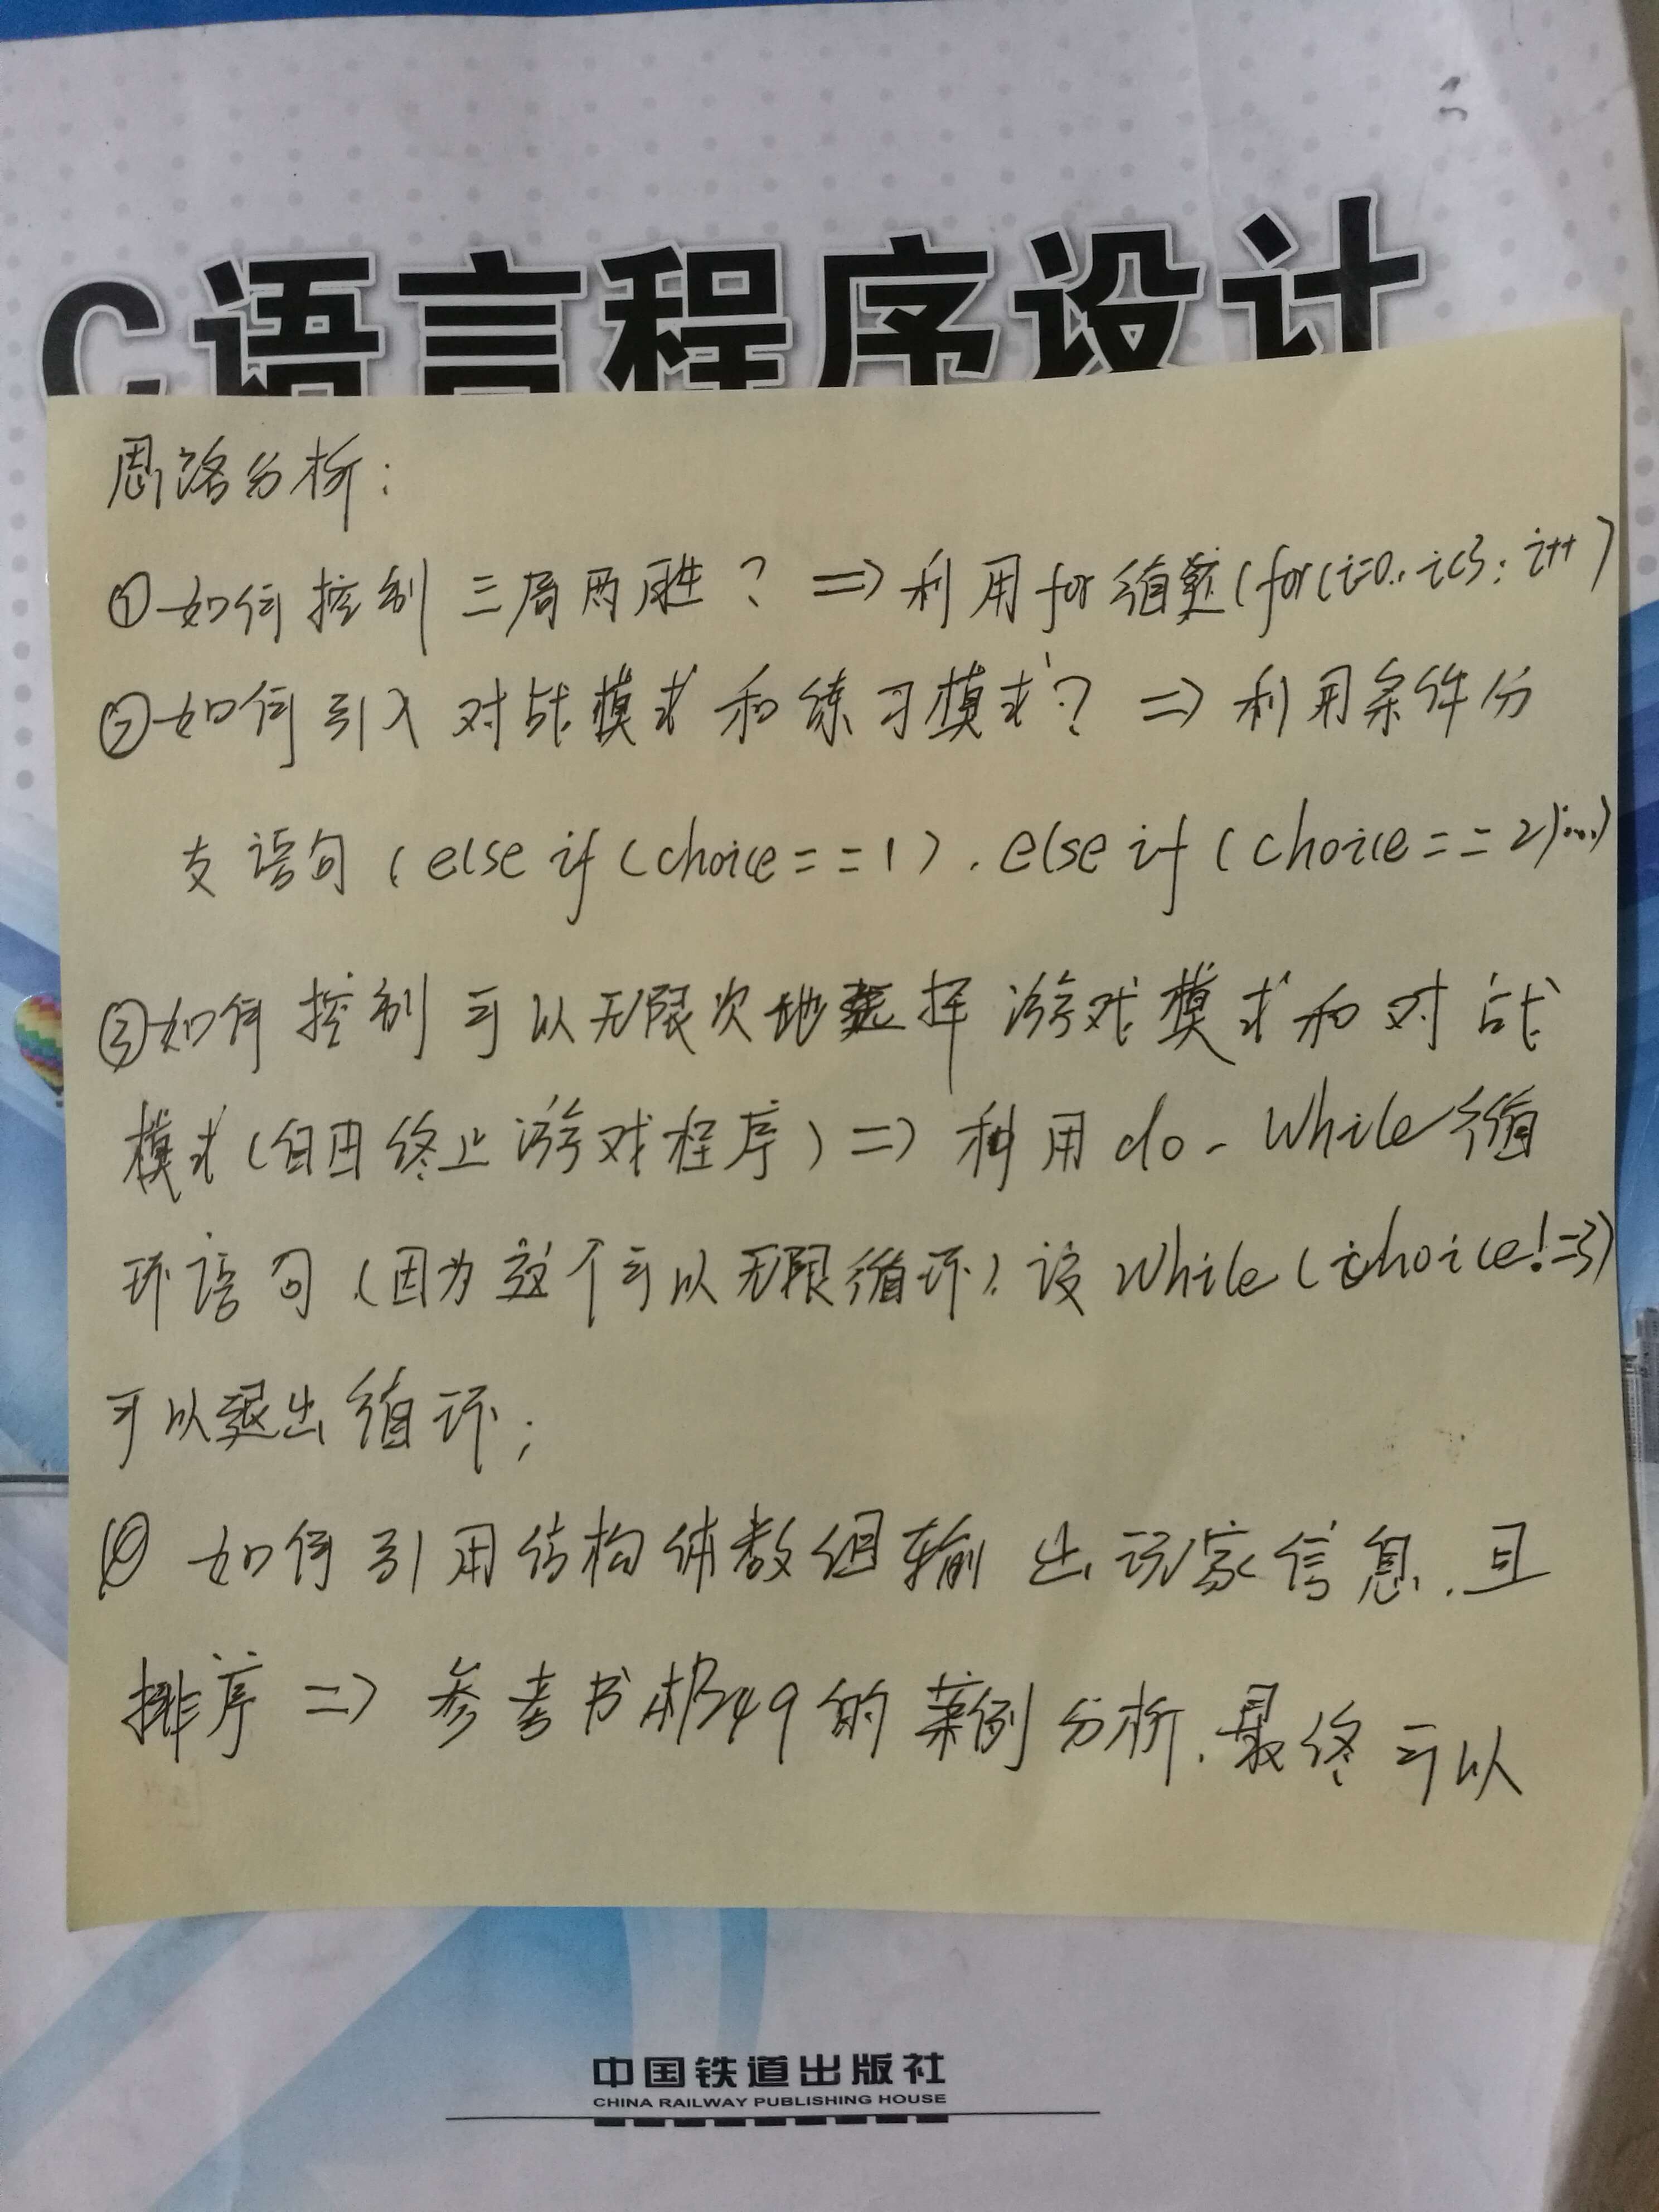 C语言程序设计
思路分析:
①如何控制三局两胜? => 利用for循环(for(i=0; i<3; i++)
②如何引入对战模式和练习模式? => 利用条件分
支语句(else if(choice==1). else if(choice==2)...)
③如何控制可以无限次地选择游戏模式和对战
模式(自由终止游戏程序) => 利用do-while循
环语句(因为这个可以无限循环).设while(choice!=3)
可以退出循环;
④如何引用结构体数组输出玩家信息.且
排序 => 参考书本P249的案例分析.最终可以
中国铁道出版社
CHINA RAILWAY PUBLISHING HOUSE